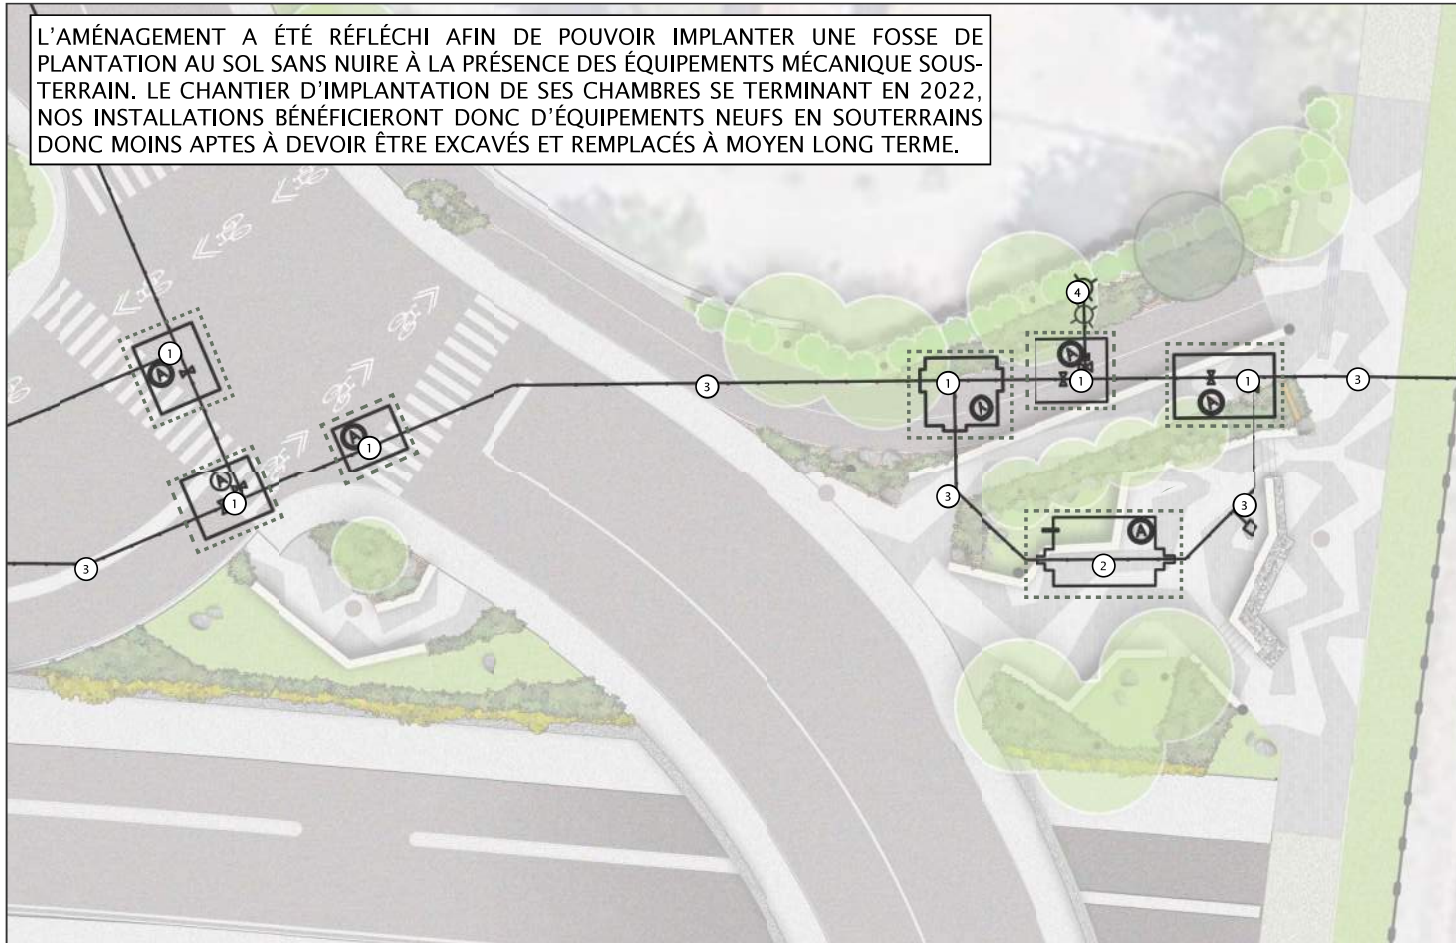 L'AMÉNAGEMENT A ÉTÉ RÉFLÉCHI AFIN DE POUVOIR IMPLANTER UNE FOSSE DE
PLANTATION AU SOL SANS NUIRE À LA PRÉSENCE DES ÉQUIPEMENTS MÉCANIQUE SOUS-
TERRAIN. LE CHANTIER D'IMPLANTATION DE SES CHAMBRES SE TERMINANT EN 2022,
NOS INSTALLATIONS BÉNÉFICIERONT DONC D'ÉQUIPEMENTS NEUFS EN SOUTERRAINS
DONC MOINS APTES À DEVOIR ÊTRE EXCAVÉS ET REMPLACÉS À MOYEN LONG TERME.
4
1
A
A
1
A
1
3
1
A
1
A
1
A
3
A
1
A
1
3
3
A
2
3